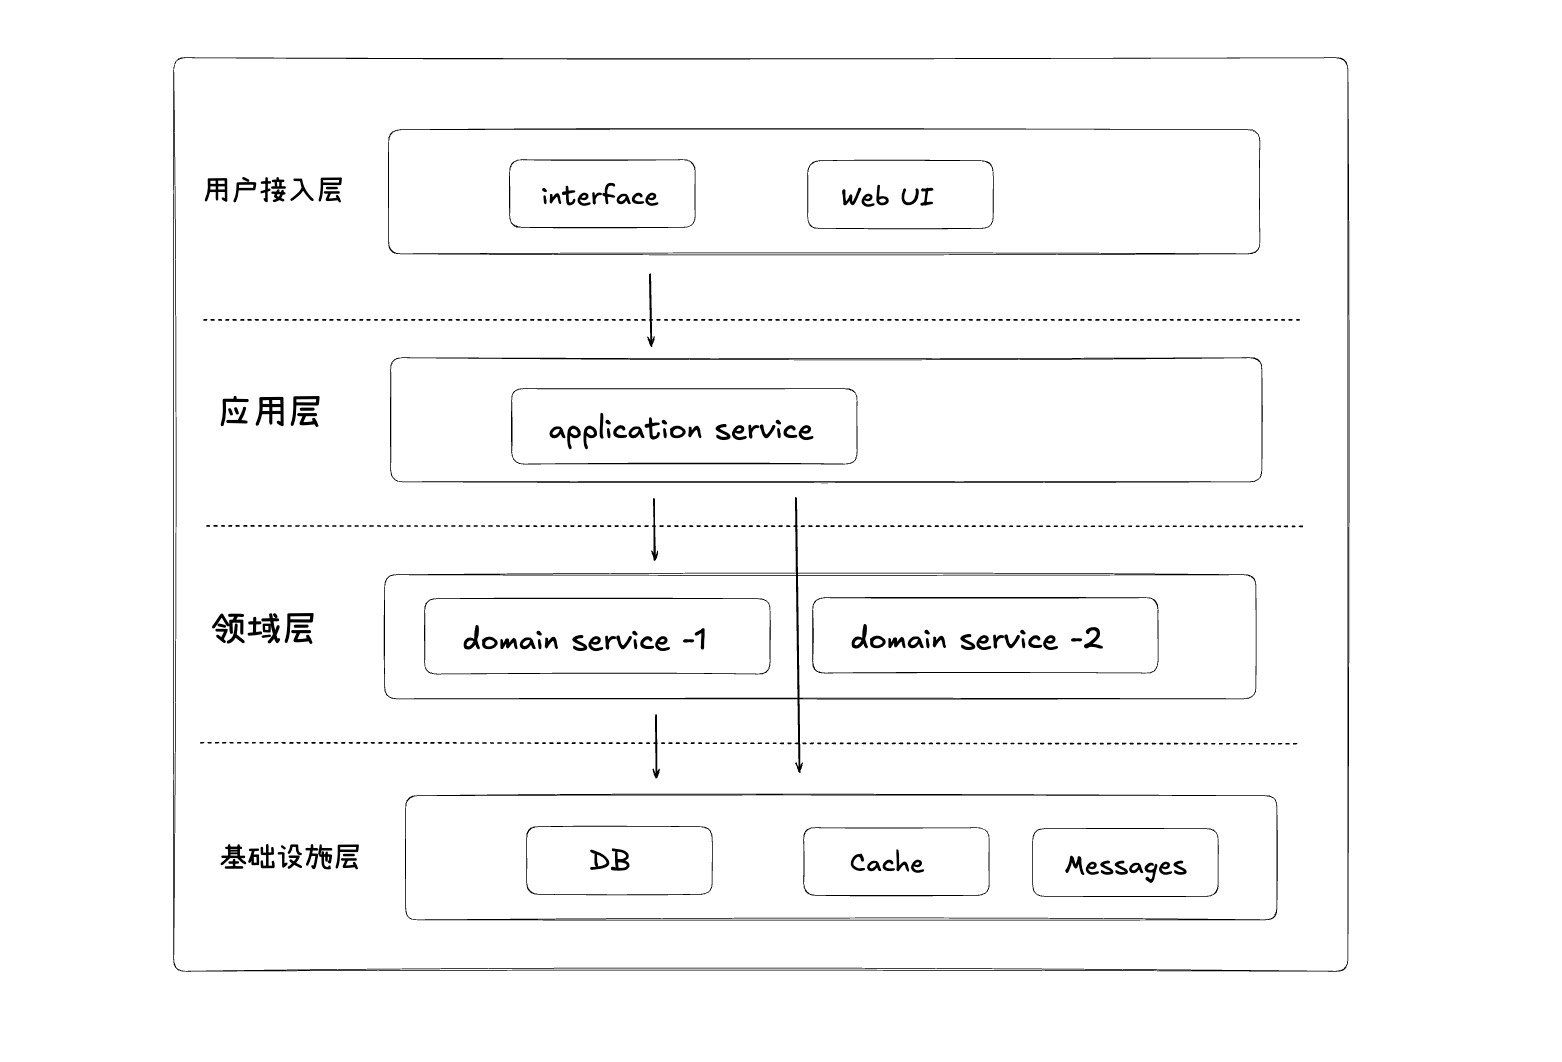 用户接入层
interface
Web UI
应用层
application service
领域层
domain service -1
domain service -2
基础设施层
DB
Cache
Messages